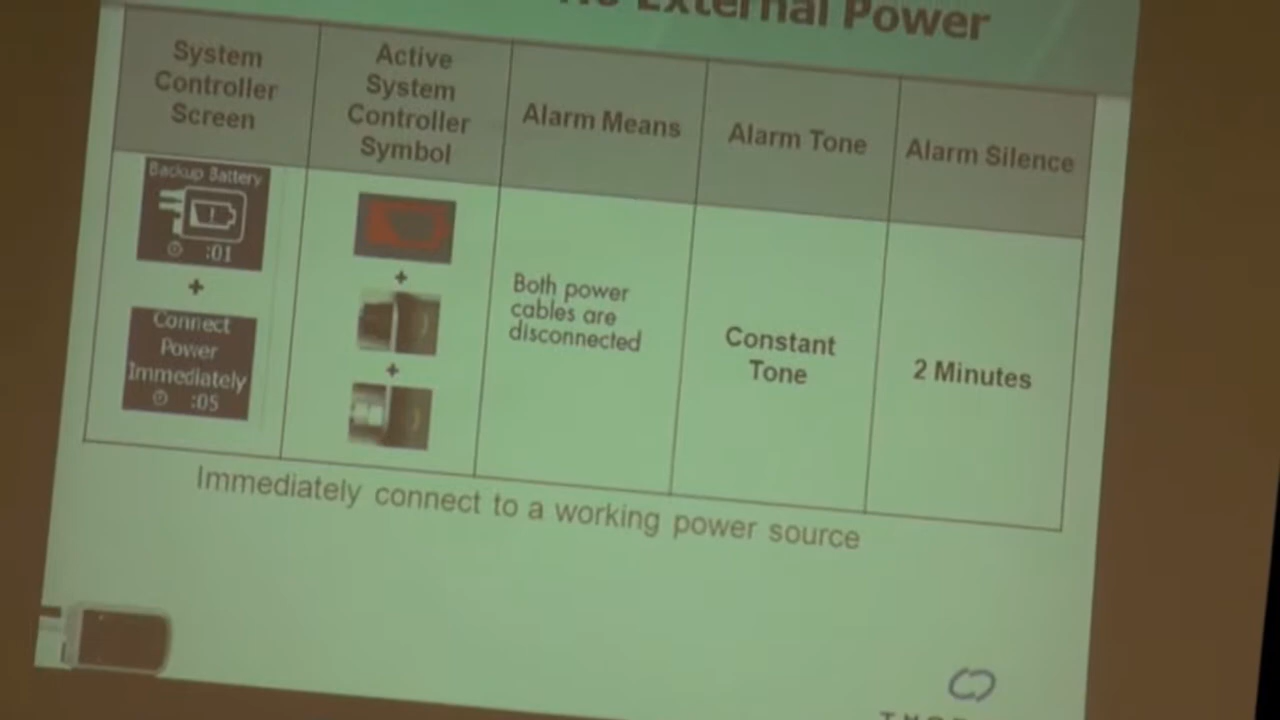 No External Power
System
Controller
Screen
Active
System
Controller
Symbol
Alarm Means
Alarm Tone
Alarm Silence
Backup Battery
:01
+
Connect
Power
Immediately
:05
+
+
Both power
cables are
disconnected
Constant
Tone
2 Minutes
Immediately connect to a working power source